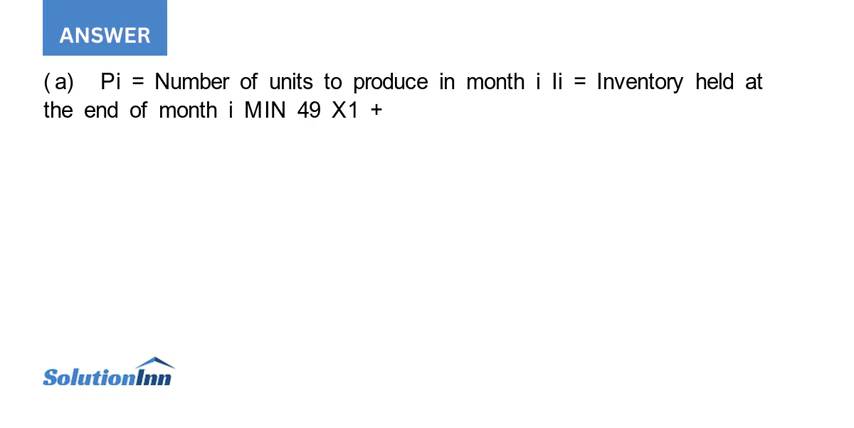 ANSWER
(a) Pi = Number of units to produce in month i Ii = Inventory held at
the end of month i MIN 49 X1 +
SolutionInn